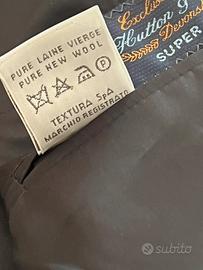 PURE LAINE VIERGE
PURE NEW WOOL
P
TEXTURA SpA
MARCHIO REGISTRATO
Hutton
SUPER
subito